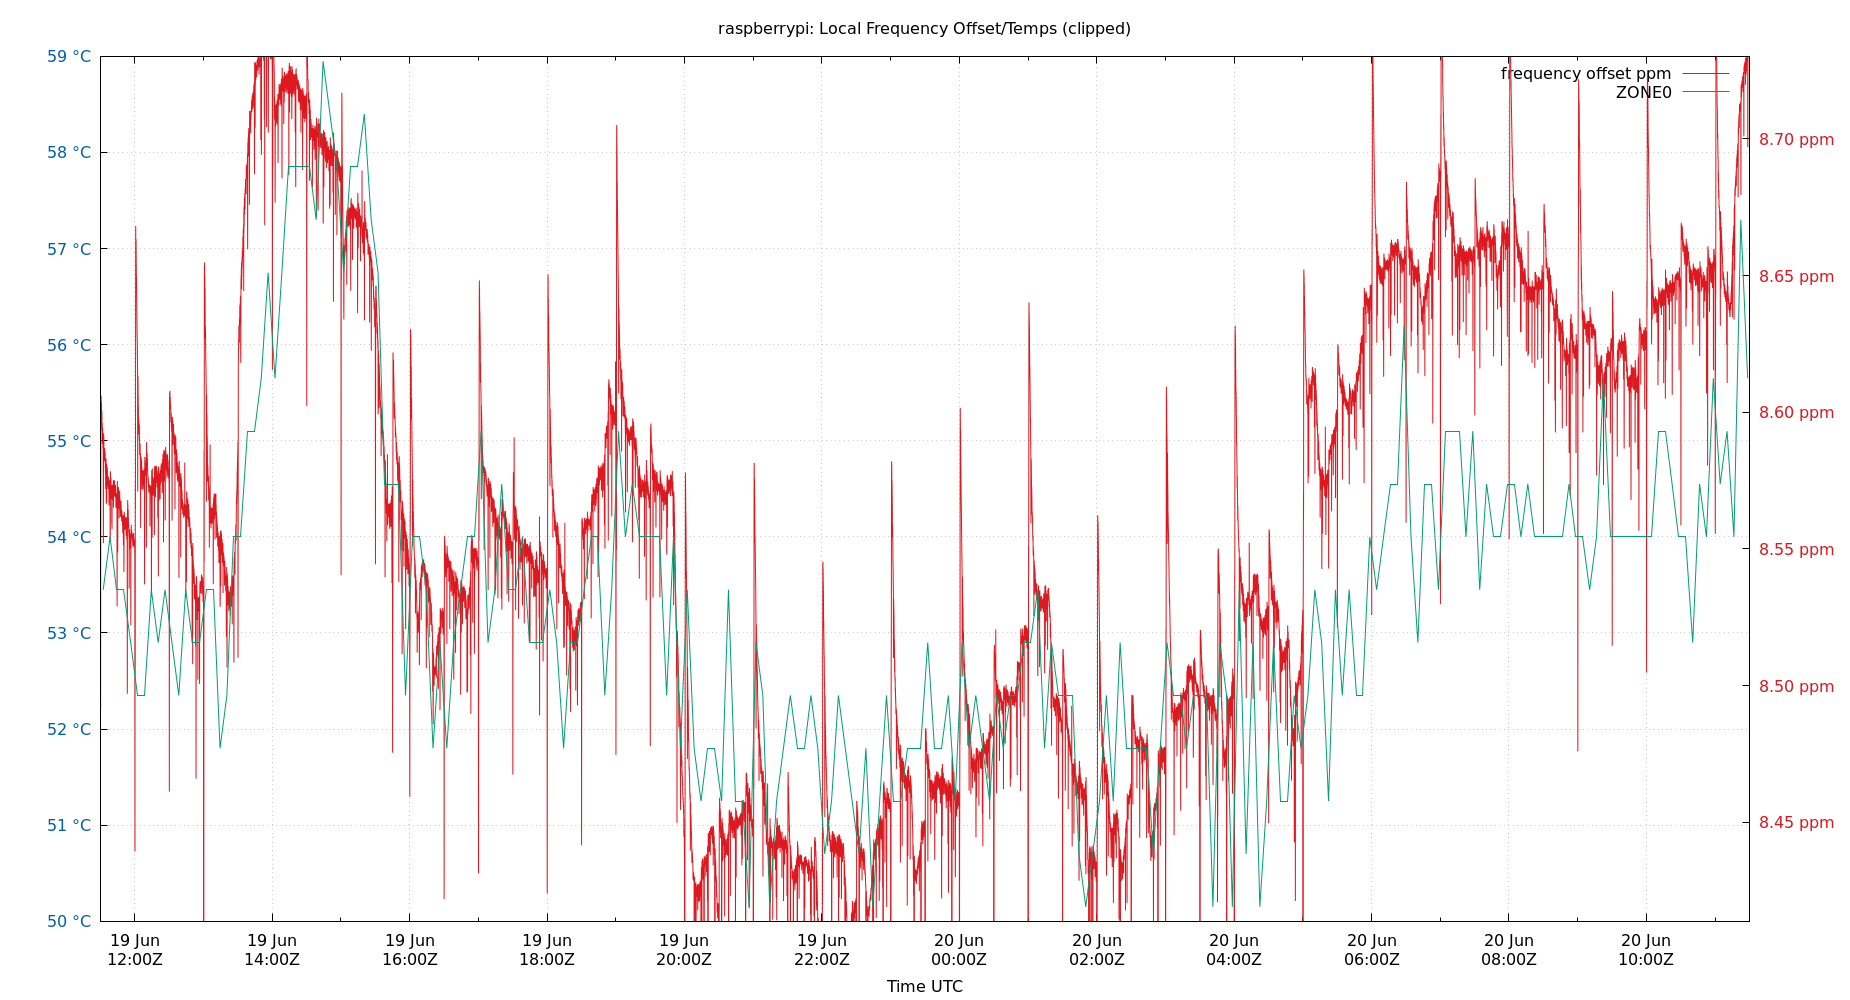 raspberrypi: Local Frequency Offset/Temps (clipped)
59 °C
58 °C
57 °C
56 °C
55 °C
54 °C
53 °C
52 °C
51 °C
50 °C
frequency offset ppm
ZONE0
8.70 ppm
8.65 ppm
8.60 ppm
8.55 ppm
8.50 ppm
8.45 ppm
19 Jun 19 Jun 19 Jun 19 Jun 19 Jun 19 Jun 20 Jun 20 Jun 20 Jun 20 Jun 20 Jun 20 Jun
12:00Z 14:00Z 16:00Z 18:00Z 20:00Z 22:00Z 00:00Z 02:00Z 04:00Z 06:00Z 08:00Z 10:00Z
Time UTC